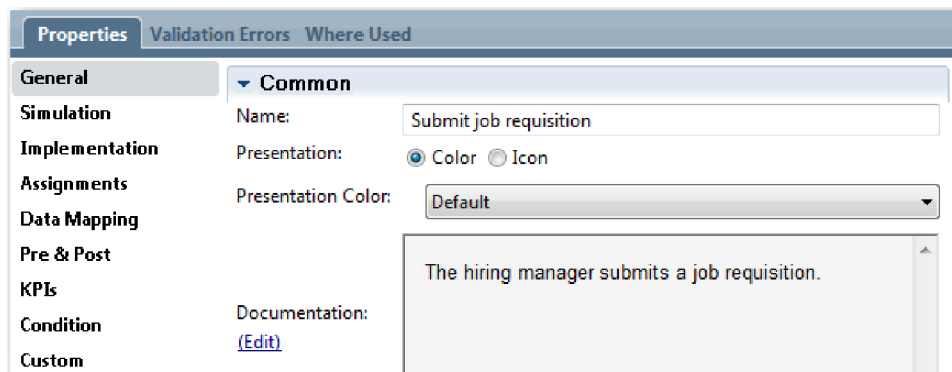 Properties Validation Errors Where Used
General
Simulation
Implementation
Assignments
Data Mapping
Pre & Post
KPIs
Condition
Custom
Common
Name: Submit job requisition
Presentation: Color Icon
Presentation Color: Default
The hiring manager submits a job requisition.
Documentation:
(Edit)